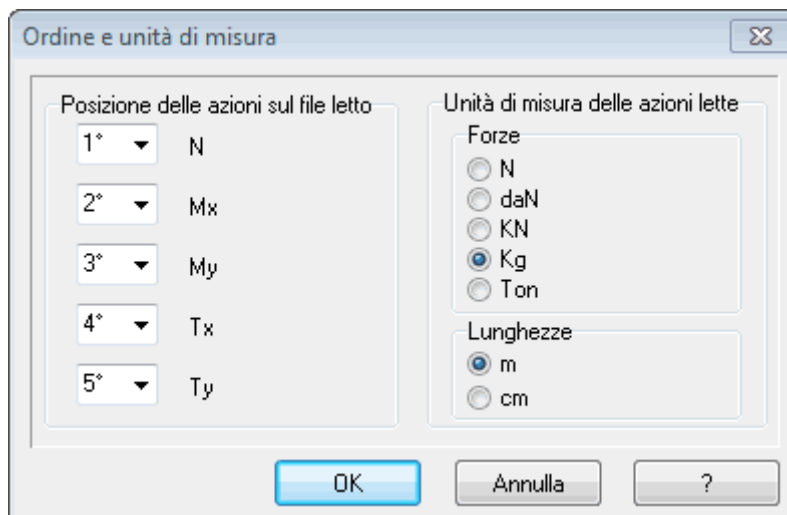 Ordine e unità di misura
Posizione delle azioni sul file letto
1° N
2° Mx
3° My
4° Tx
5° Ty
Unità di misura delle azioni lette
Forze
N
daN
KN
Kg
Ton
Lunghezze
m
cm
OK Annulla ?